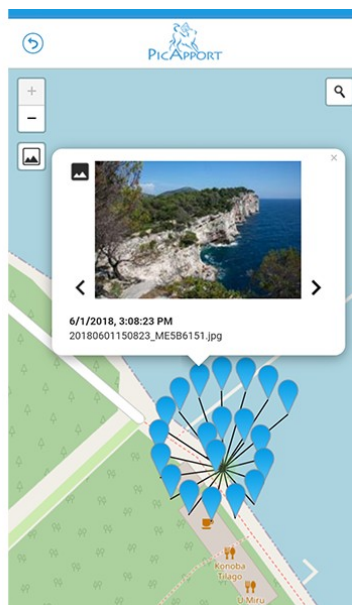 PICAPPORT
+
−
×
6/1/2018, 3:08:23 PM
20180601150823_ME5B6151.jpg
Konoba
Tilago
U Miru